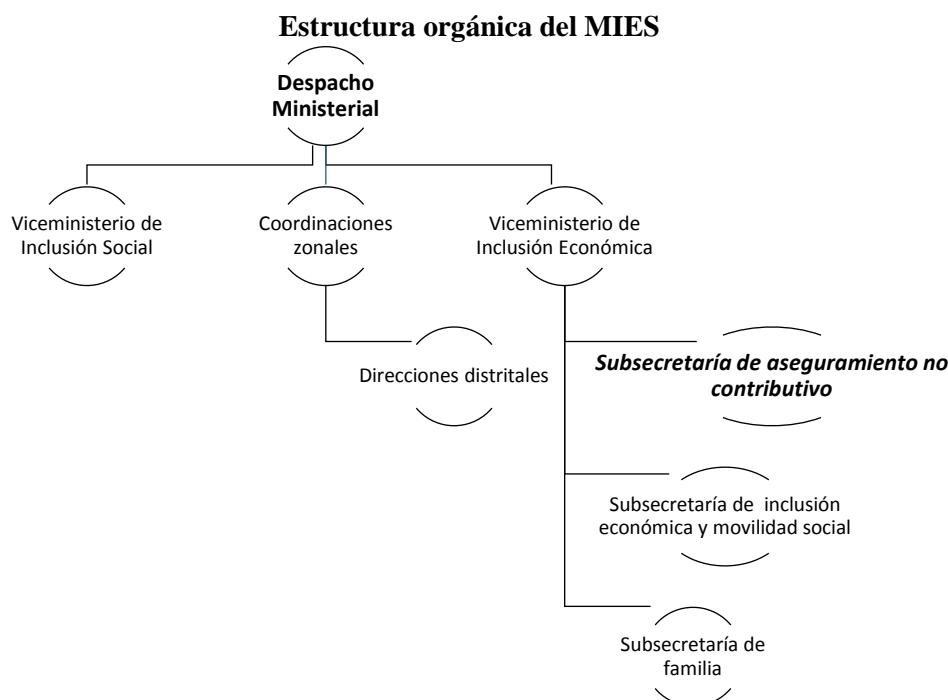 Estructura orgánica del MIES
Despacho
Ministerial
Viceministerio de
Inclusión Social
Coordinaciones
zonales
Viceministerio de
Inclusión Económica
Direcciones distritales
Subsecretaría de aseguramiento no
contributivo
Subsecretaría de inclusión
económica y movilidad social
Subsecretaría de
familia